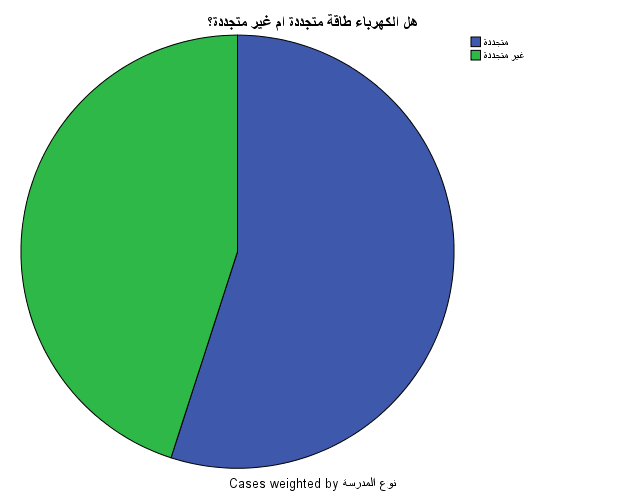 هل الكهرباء طاقة متجددة ام غير متجددة؟
متجددة
غير متجددة
Cases weighted by نوع المدرسة